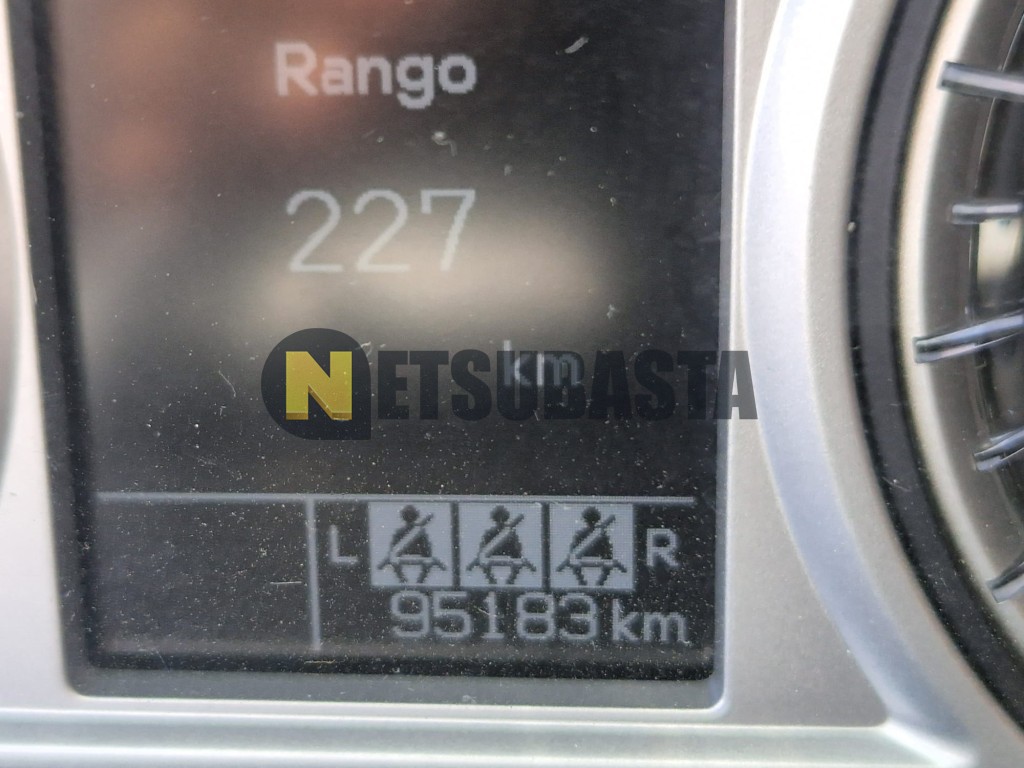 Rango
227
km
NETSUBASTA
L R
95183 km